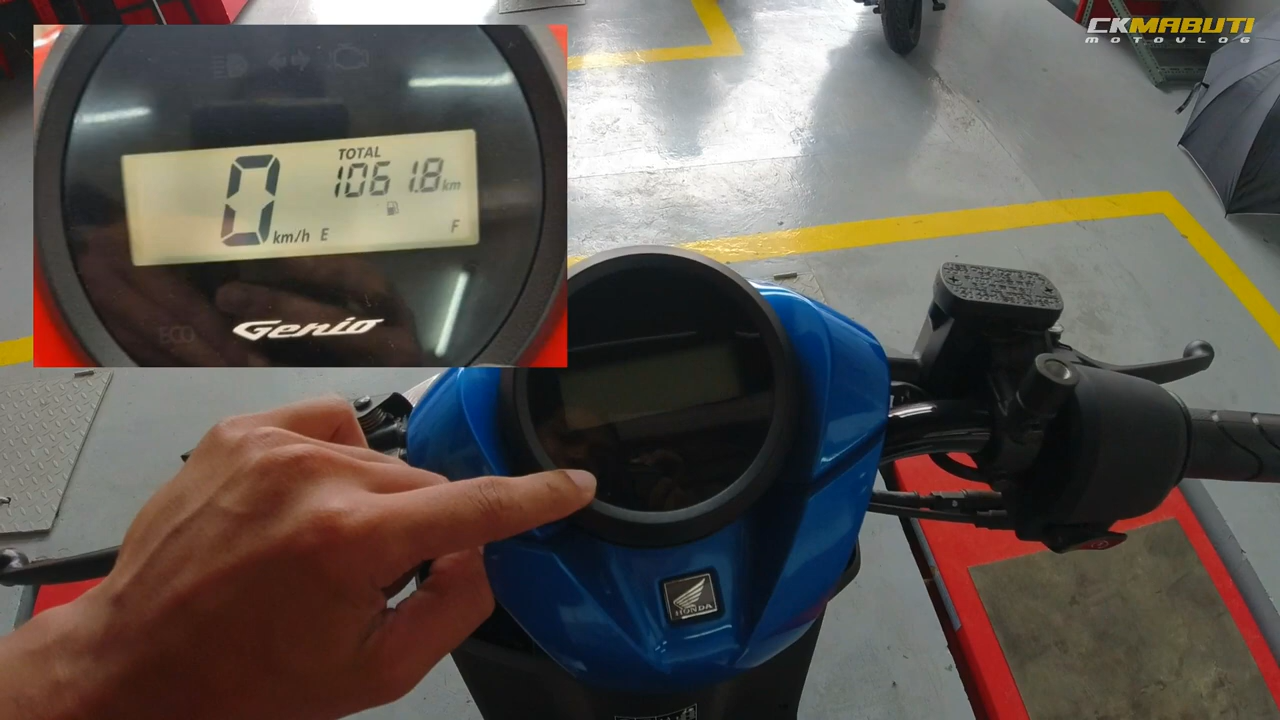 CKMABUTI
MOTOVLOG
TOTAL
0 km/h
1061.8 km
E
F
ECO
Genio
HONDA